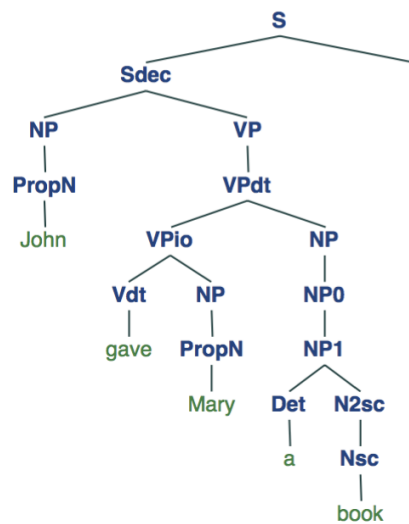 S
Sdec
NP VP
PropN VPdt
John VPio NP
Vdt NP NP0
gave PropN NP1
Mary Det N2sc
a Nsc
book